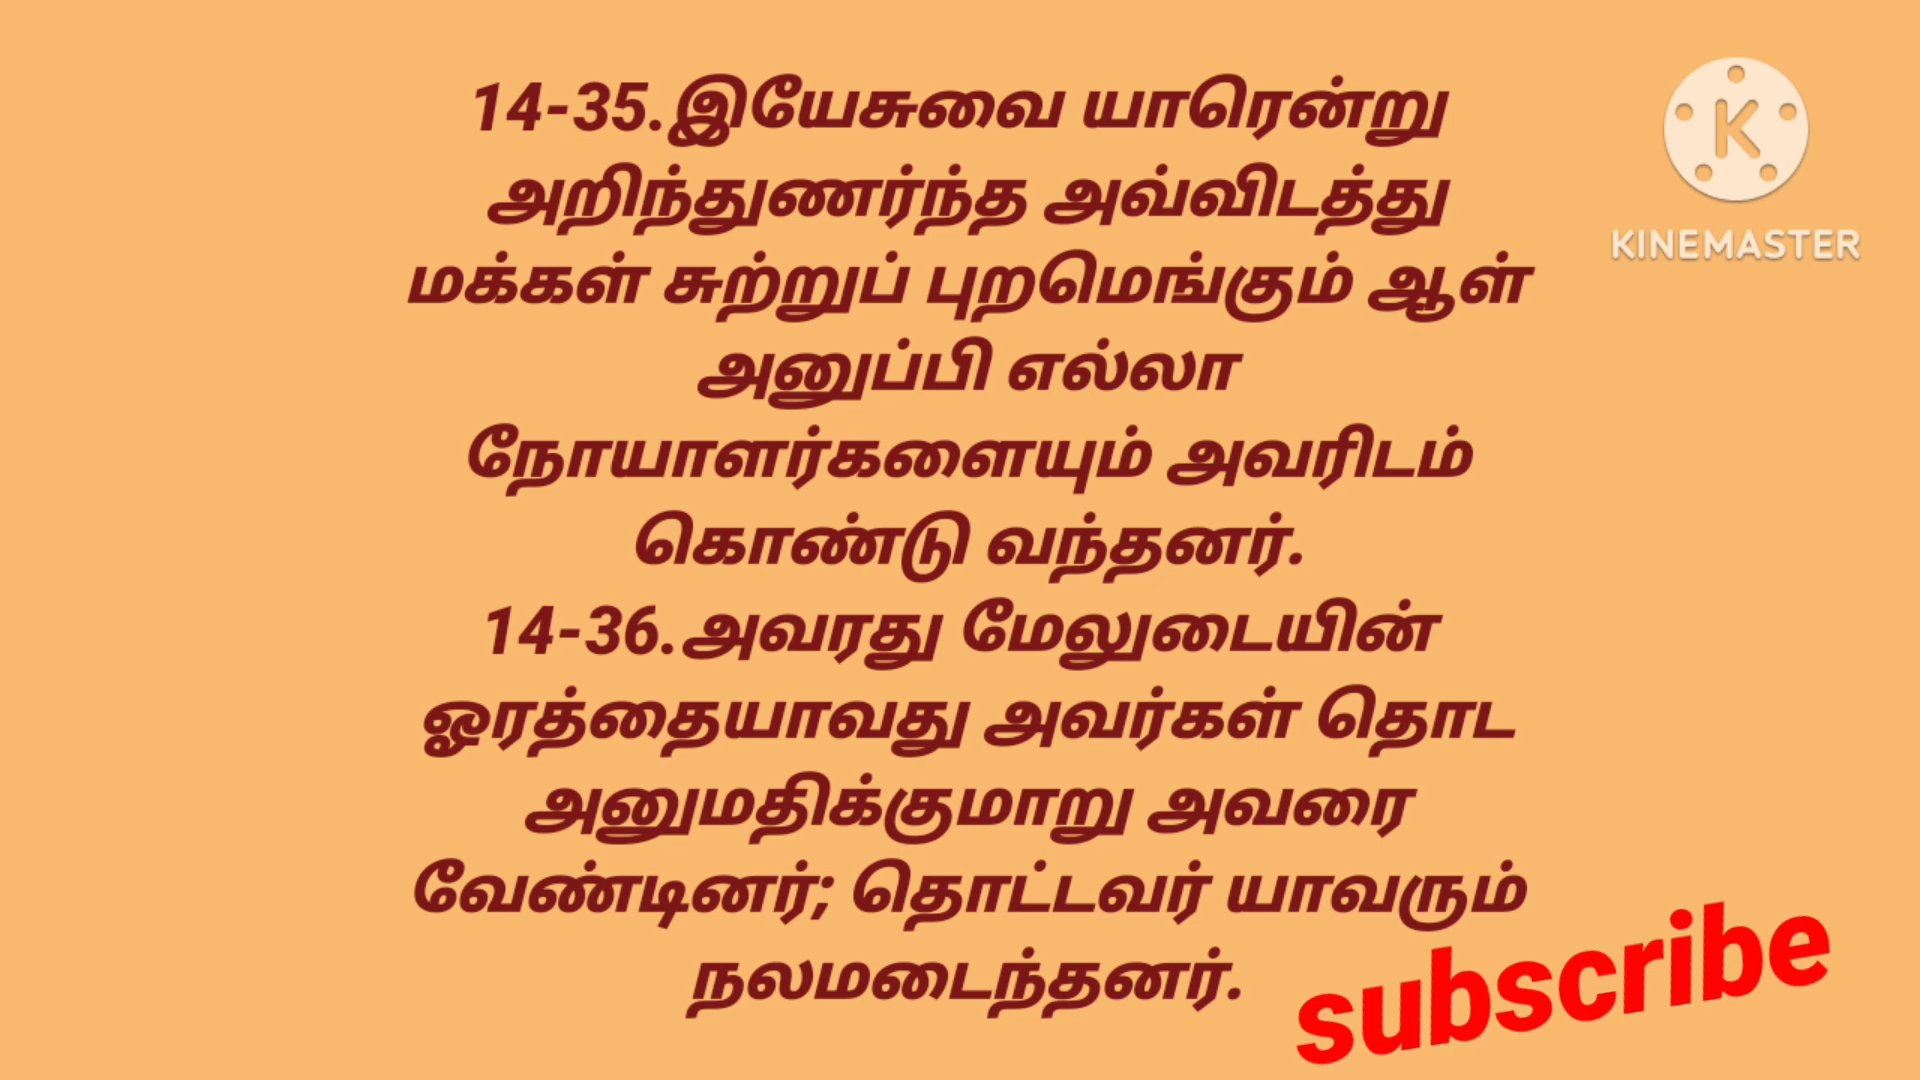 14-35.இயேசுவை யாரென்று
அறிந்துணர்ந்த அவ்விடத்து
மக்கள் சுற்றுப் புறமெங்கும் ஆள்
அனுப்பி எல்லா
நோயாளர்களையும் அவரிடம்
கொண்டு வந்தனர்.
14-36.அவரது மேலுடையின்
ஓரத்தையாவது அவர்கள் தொட
அனுமதிக்குமாறு அவரை
வேண்டினர்; தொட்டவர் யாவரும்
நலமடைந்தனர்.
K
KINEMASTER
subscribe